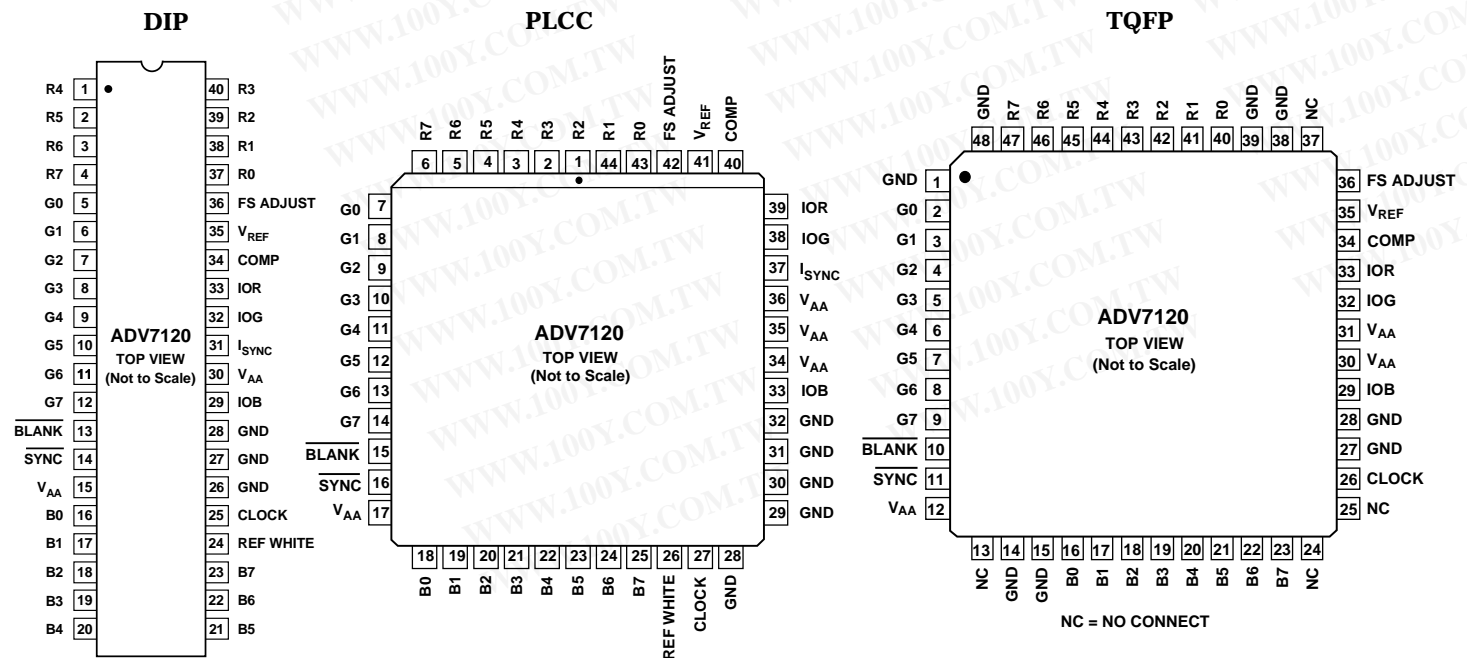 DIP
R4 1 40 R3
R5 2 39 R2
R6 3 38 R1
R7 4 37 R0
G0 5 36 FS ADJUST
G1 6 35 VREF
G2 7 34 COMP
G3 8 33 IOR
G4 9 32 IOG
G5 10 31 ISYNC
G6 11 30 VAA
G7 12 29 IOB
BLANK 13 28 GND
SYNC 14 27 GND
VAA 15 26 GND
B0 16 25 CLOCK
B1 17 24 REF WHITE
B2 18 23 B7
B3 19 22 B6
B4 20 21 B5
ADV7120
TOP VIEW
(Not to Scale)
PLCC
R7 R6 R5 R4 R3 R2 R1 R0 FS ADJUST VREF COMP
6 5 4 3 2 1 44 43 42 41 40
G0 7 39 IOR
G1 8 38 IOG
G2 9 37 ISYNC
G3 10 36 VAA
G4 11 35 VAA
G5 12 34 VAA
G6 13 33 IOB
G7 14 32 GND
BLANK 15 31 GND
SYNC 16 30 GND
VAA 17 29 GND
ADV7120
TOP VIEW
(Not to Scale)
18 19 20 21 22 23 24 25 26 27 28
B0 B1 B2 B3 B4 B5 B6 B7 REF WHITE CLOCK GND
TQFP
GND R7 R6 R5 R4 R3 R2 R1 R0 GND GND NC
48 47 46 45 44 43 42 41 40 39 38 37
GND 1 36 FS ADJUST
G0 2 35 VREF
G1 3 34 COMP
G2 4 33 IOR
G3 5 32 IOG
G4 6 31 VAA
G5 7 30 VAA
G6 8 29 IOB
G7 9 28 GND
BLANK 10 27 GND
SYNC 11 26 CLOCK
VAA 12 25 NC
ADV7120
TOP VIEW
(Not to Scale)
13 14 15 16 17 18 19 20 21 22 23 24
NC GND GND B0 B1 B2 B3 B4 B5 B6 B7 NC
NC = NO CONNECT
WWW.100Y.COM.TW